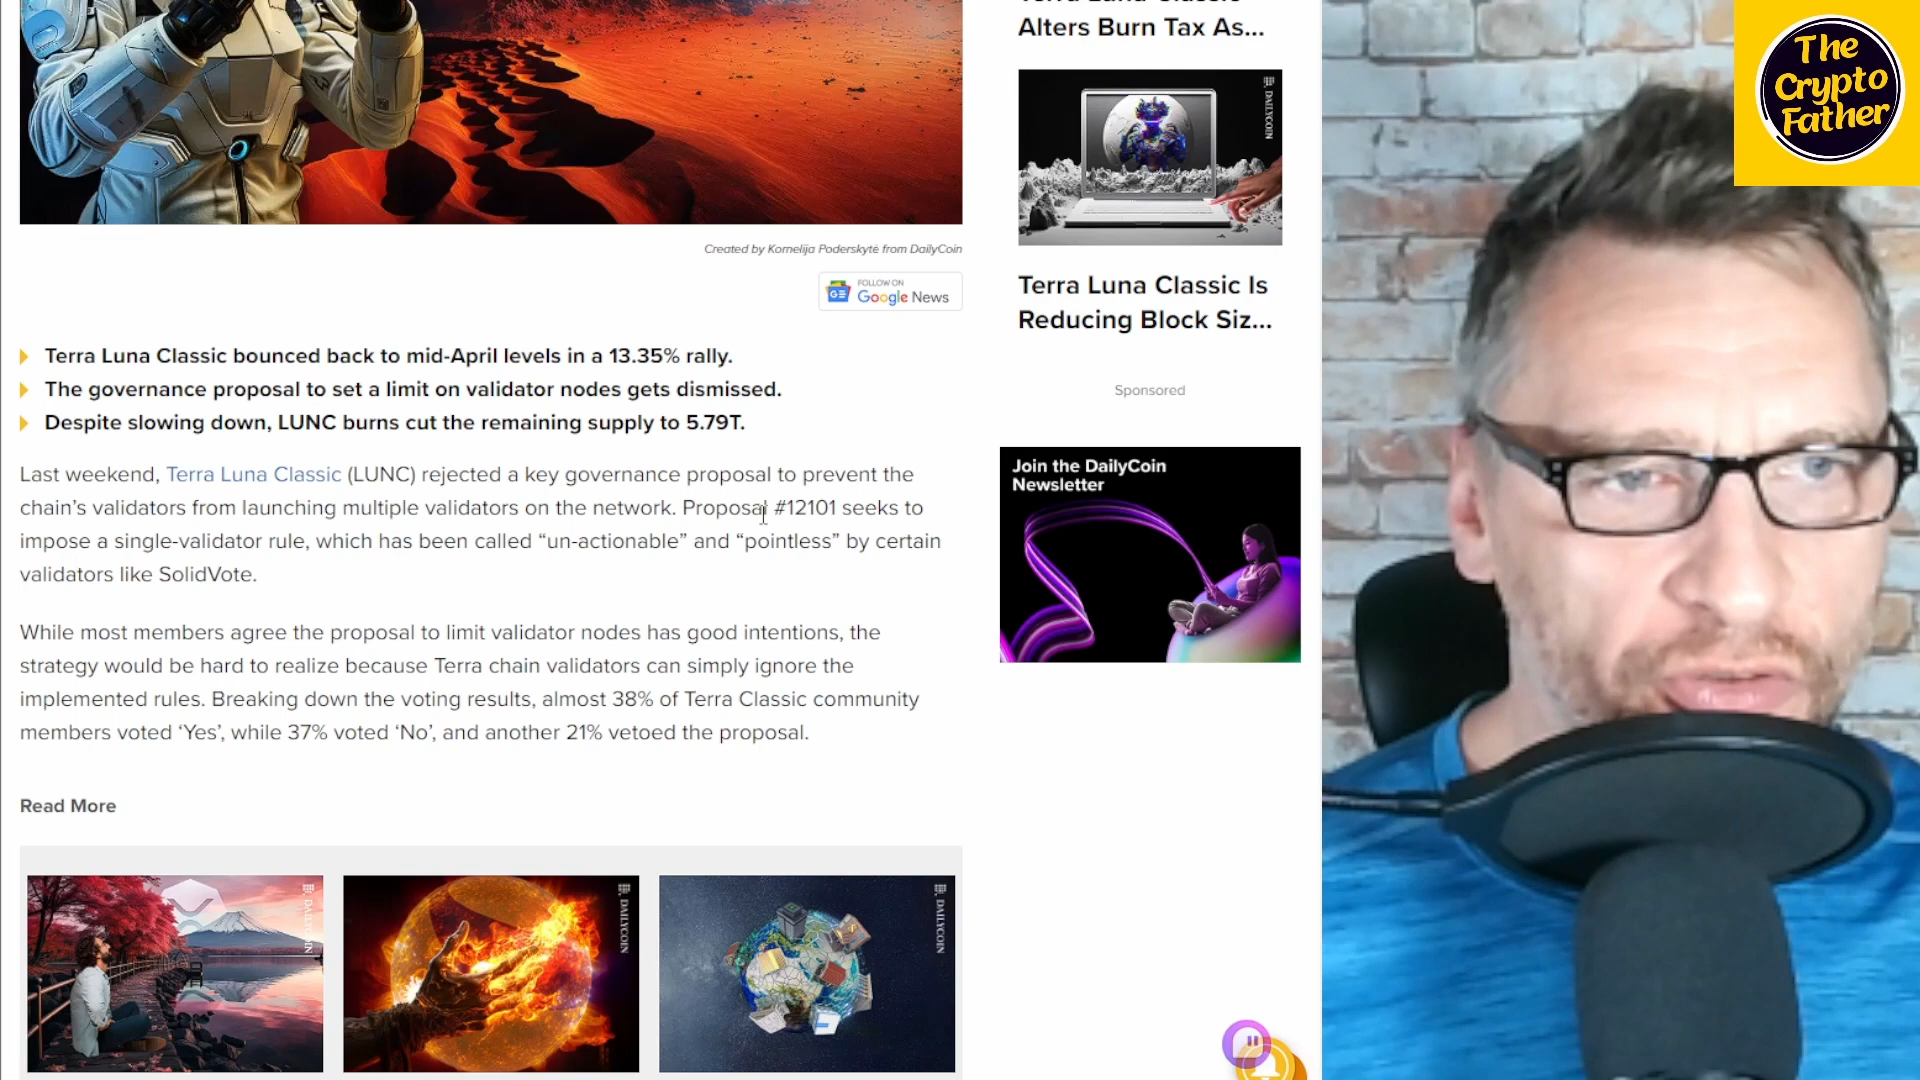 Created by Kornelija Poderskytė from DailyCoin
FOLLOW ON
Google News
Terra Luna Classic bounced back to mid-April levels in a 13.35% rally.
The governance proposal to set a limit on validator nodes gets dismissed.
Despite slowing down, LUNC burns cut the remaining supply to 5.79T.
Last weekend, Terra Luna Classic (LUNC) rejected a key governance proposal to prevent the
chain’s validators from launching multiple validators on the network. Proposal #12101 seeks to
impose a single-validator rule, which has been called “un-actionable” and “pointless” by certain
validators like SolidVote.
While most members agree the proposal to limit validator nodes has good intentions, the
strategy would be hard to realize because Terra chain validators can simply ignore the
implemented rules. Breaking down the voting results, almost 38% of Terra Classic community
members voted ‘Yes’, while 37% voted ‘No’, and another 21% vetoed the proposal.
Read More
DAILYCOIN
DAILYCOIN
DAILYCOIN
Terra Luna Classic
Alters Burn Tax As...
DAILYCOIN
Terra Luna Classic Is
Reducing Block Siz...
Sponsored
Join the DailyCoin
Newsletter
The
Crypto
Father